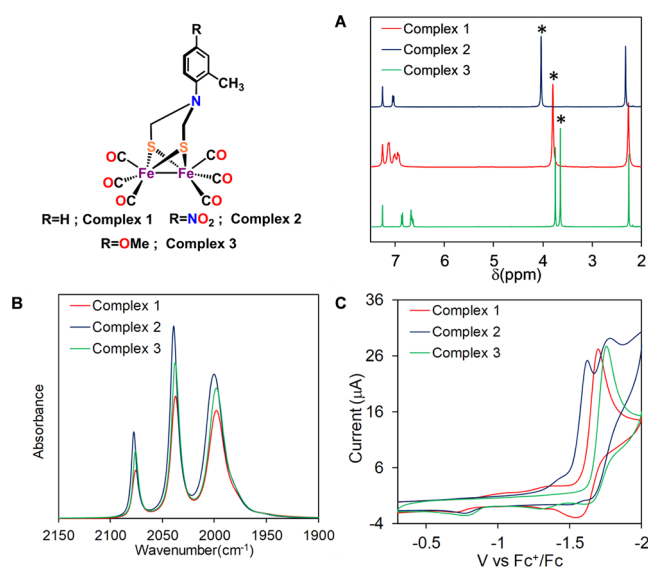 R
CH₃
N
S S
CO CO
Fe Fe
CO CO
CO CO
R=H ; Complex 1 R=NO₂ ; Complex 2
R=OMe ; Complex 3
A
Complex 1
Complex 2
Complex 3
*
*
*
7 6 5 4 3 2
δ(ppm)
B
Complex 1
Complex 2
Complex 3
Absorbance
2150 2100 2050 2000 1950 1900
Wavenumber(cm⁻¹)
C
Complex 1
Complex 2
Complex 3
Current (μA)
36
26
16
6
-4
-0.5 -1 -1.5 -2
V vs Fc⁺/Fc